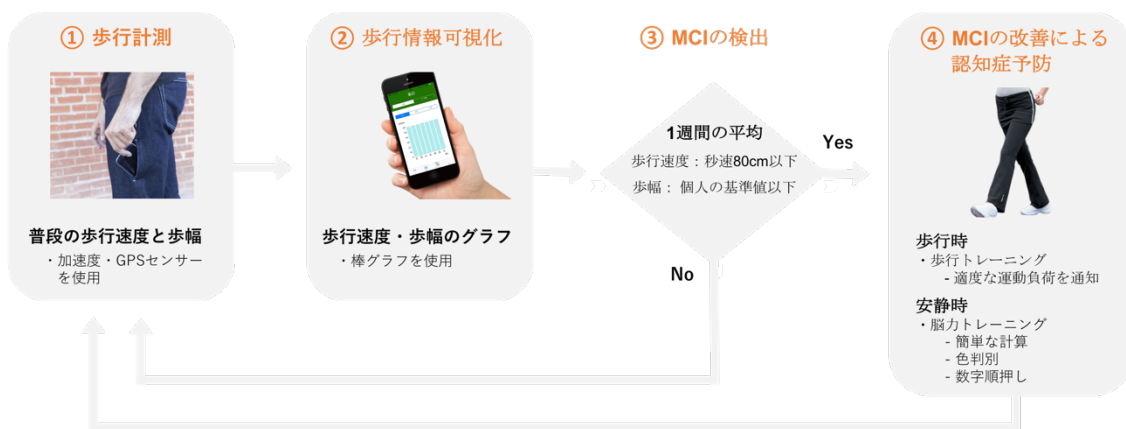 ① 歩行計測
普段の歩行速度と歩幅
・加速度・GPSセンサー
を使用
② 歩行情報可視化
歩行速度・歩幅のグラフ
・棒グラフを使用
③ MCIの検出
1週間の平均
歩行速度：秒速80cm以下
歩幅： 個人の基準値以下
Yes
No
④ MCIの改善による
認知症予防
歩行時
・歩行トレーニング
- 適度な運動負荷を通知
安静時
・脳力トレーニング
- 簡単な計算
- 色判別
- 数字順押し